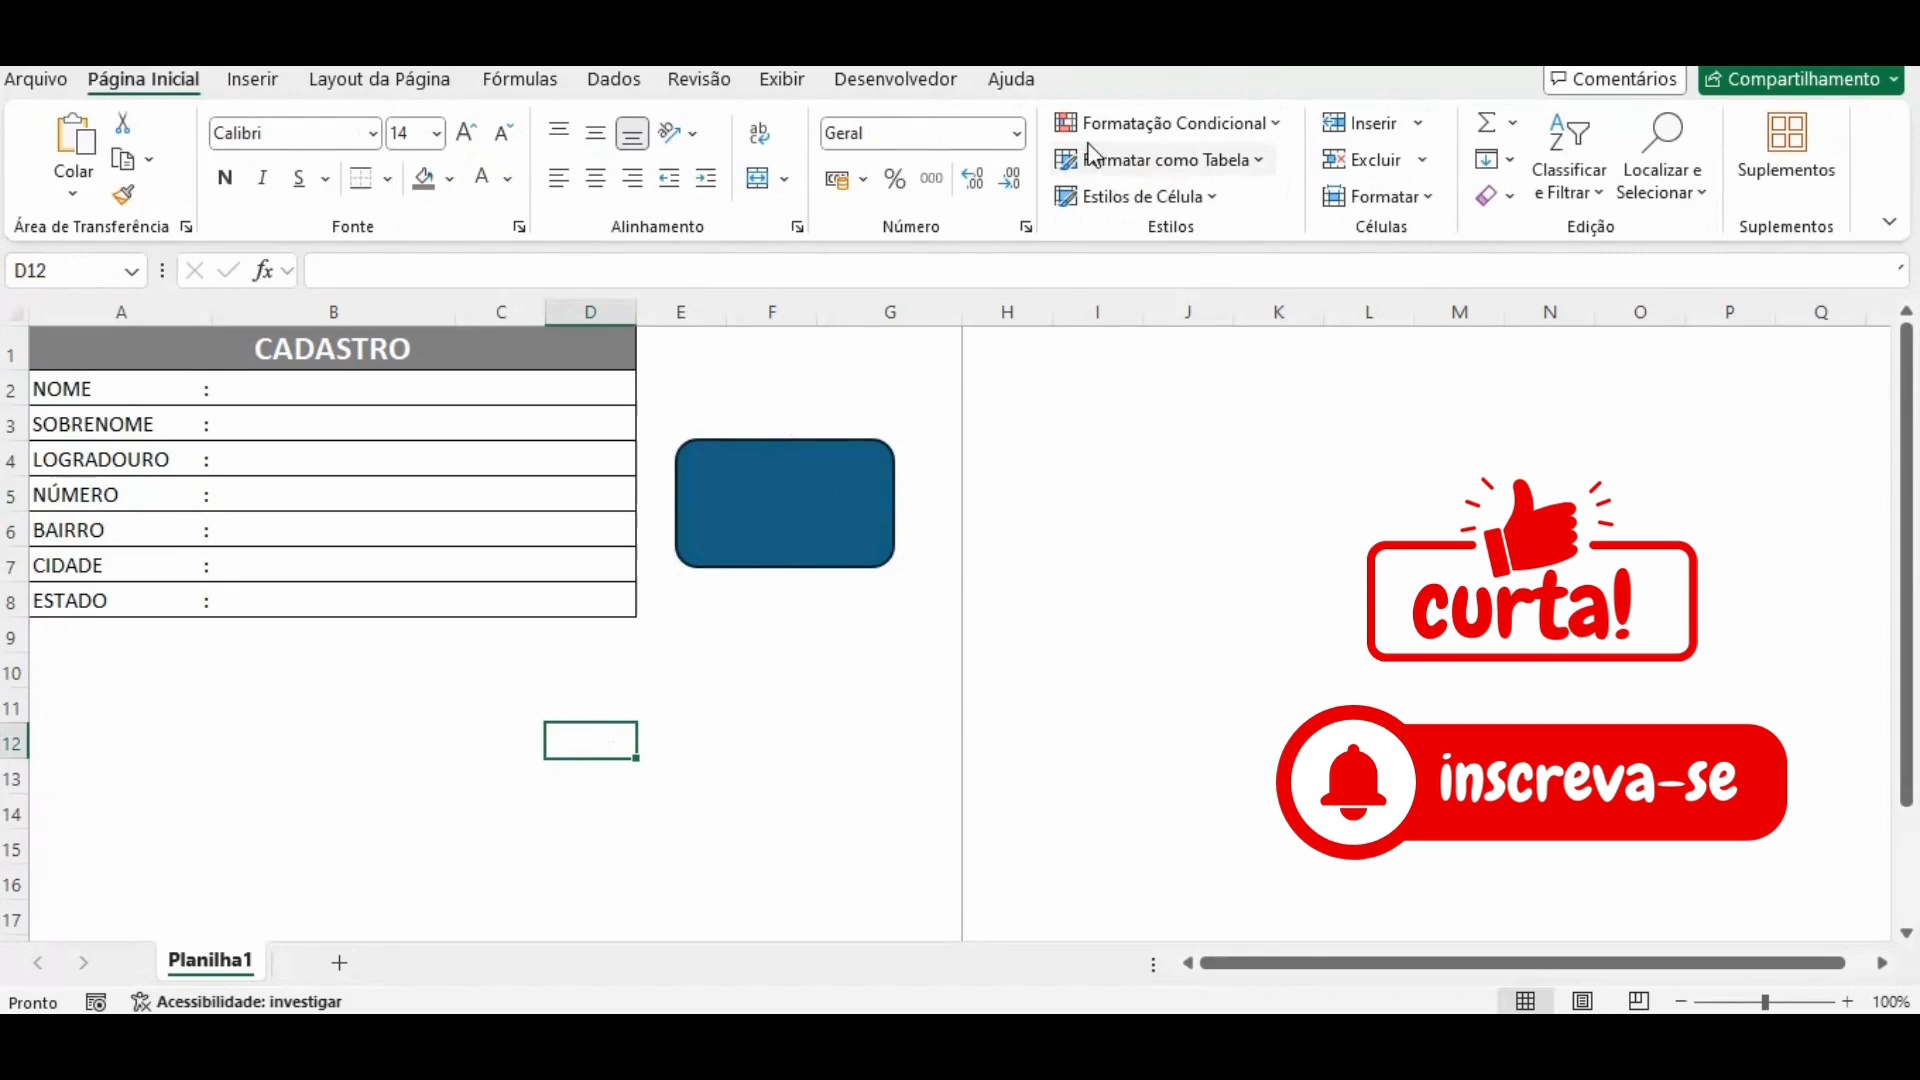 Arquivo Página Inicial Inserir Layout da Página Fórmulas Dados Revisão Exibir Desenvolvedor Ajuda Comentários Compartilhamento
Colar
Área de Transferência
Calibri 14
N I S A
Fonte
ab
Alinhamento
Geral
% 000
Número
Formatação Condicional
Formatar como Tabela
Estilos de Célula
Estilos
Inserir
Excluir
Formatar
Células
Classificar
e Filtrar
Localizar e
Selecionar
Edição
Suplementos
Suplementos
D12 fx
A B C D E F G H I J K L M N O P Q
1 CADASTRO
2 NOME :
3 SOBRENOME :
4 LOGRADOURO :
5 NÚMERO :
6 BAIRRO :
7 CIDADE :
8 ESTADO :
9
10
11
12
13
14
15
16
17
curta!
inscreva-se
Planilha1
Pronto Acessibilidade: investigar 100%